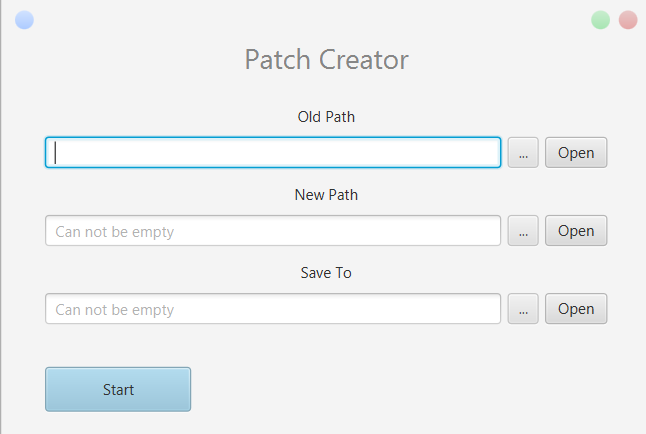 Patch Creator
Old Path
... Open
New Path
Can not be empty ... Open
Save To
Can not be empty ... Open
Start